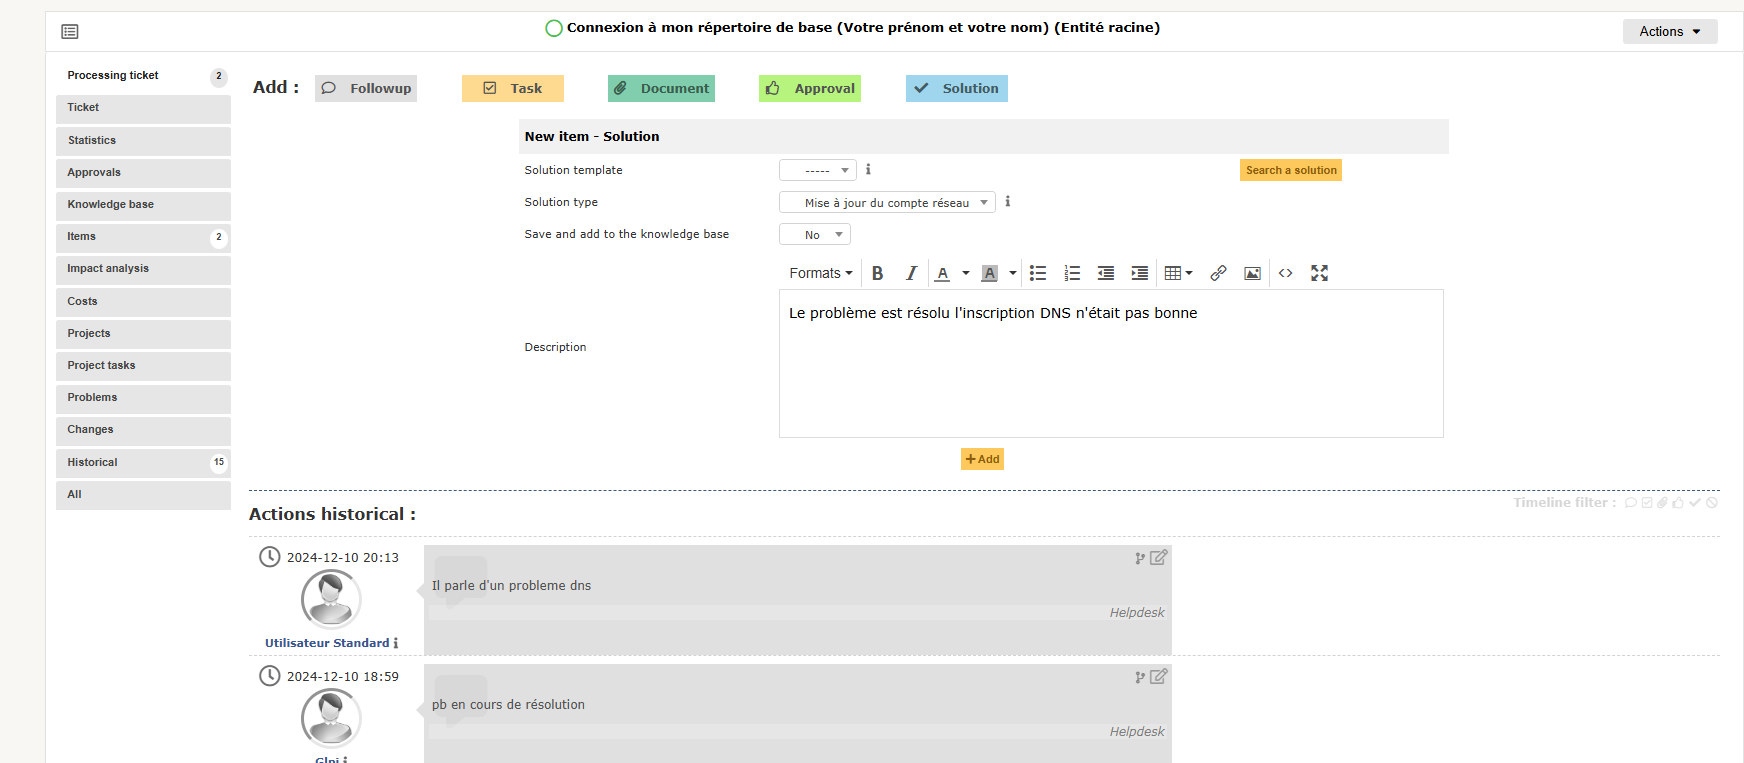 Connexion à mon répertoire de base (Votre prénom et votre nom) (Entité racine)
Actions
Processing ticket 2
Ticket
Statistics
Approvals
Knowledge base
Items 2
Impact analysis
Costs
Projects
Project tasks
Problems
Changes
Historical 15
All
Add : Followup Task Document Approval Solution
New item - Solution
Solution template ----- Search a solution
Solution type Mise à jour du compte réseau
Save and add to the knowledge base No
Formats B I A A
Description
Le problème est résolu l'inscription DNS n'était pas bonne
+ Add
Timeline filter :
Actions historical :
2024-12-10 20:13
Il parle d'un probleme dns
Helpdesk
Utilisateur Standard
2024-12-10 18:59
pb en cours de résolution
Helpdesk
Glpi